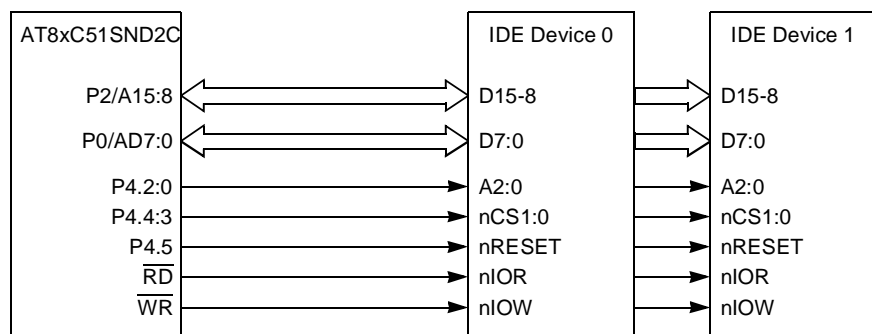 AT8xC51SND2C IDE Device 0 IDE Device 1
P2/A15:8 D15-8 D15-8
P0/AD7:0 D7:0 D7:0
P4.2:0 A2:0 A2:0
P4.4:3 nCS1:0 nCS1:0
P4.5 nRESET nRESET
RD nIOR nIOR
WR nIOW nIOW